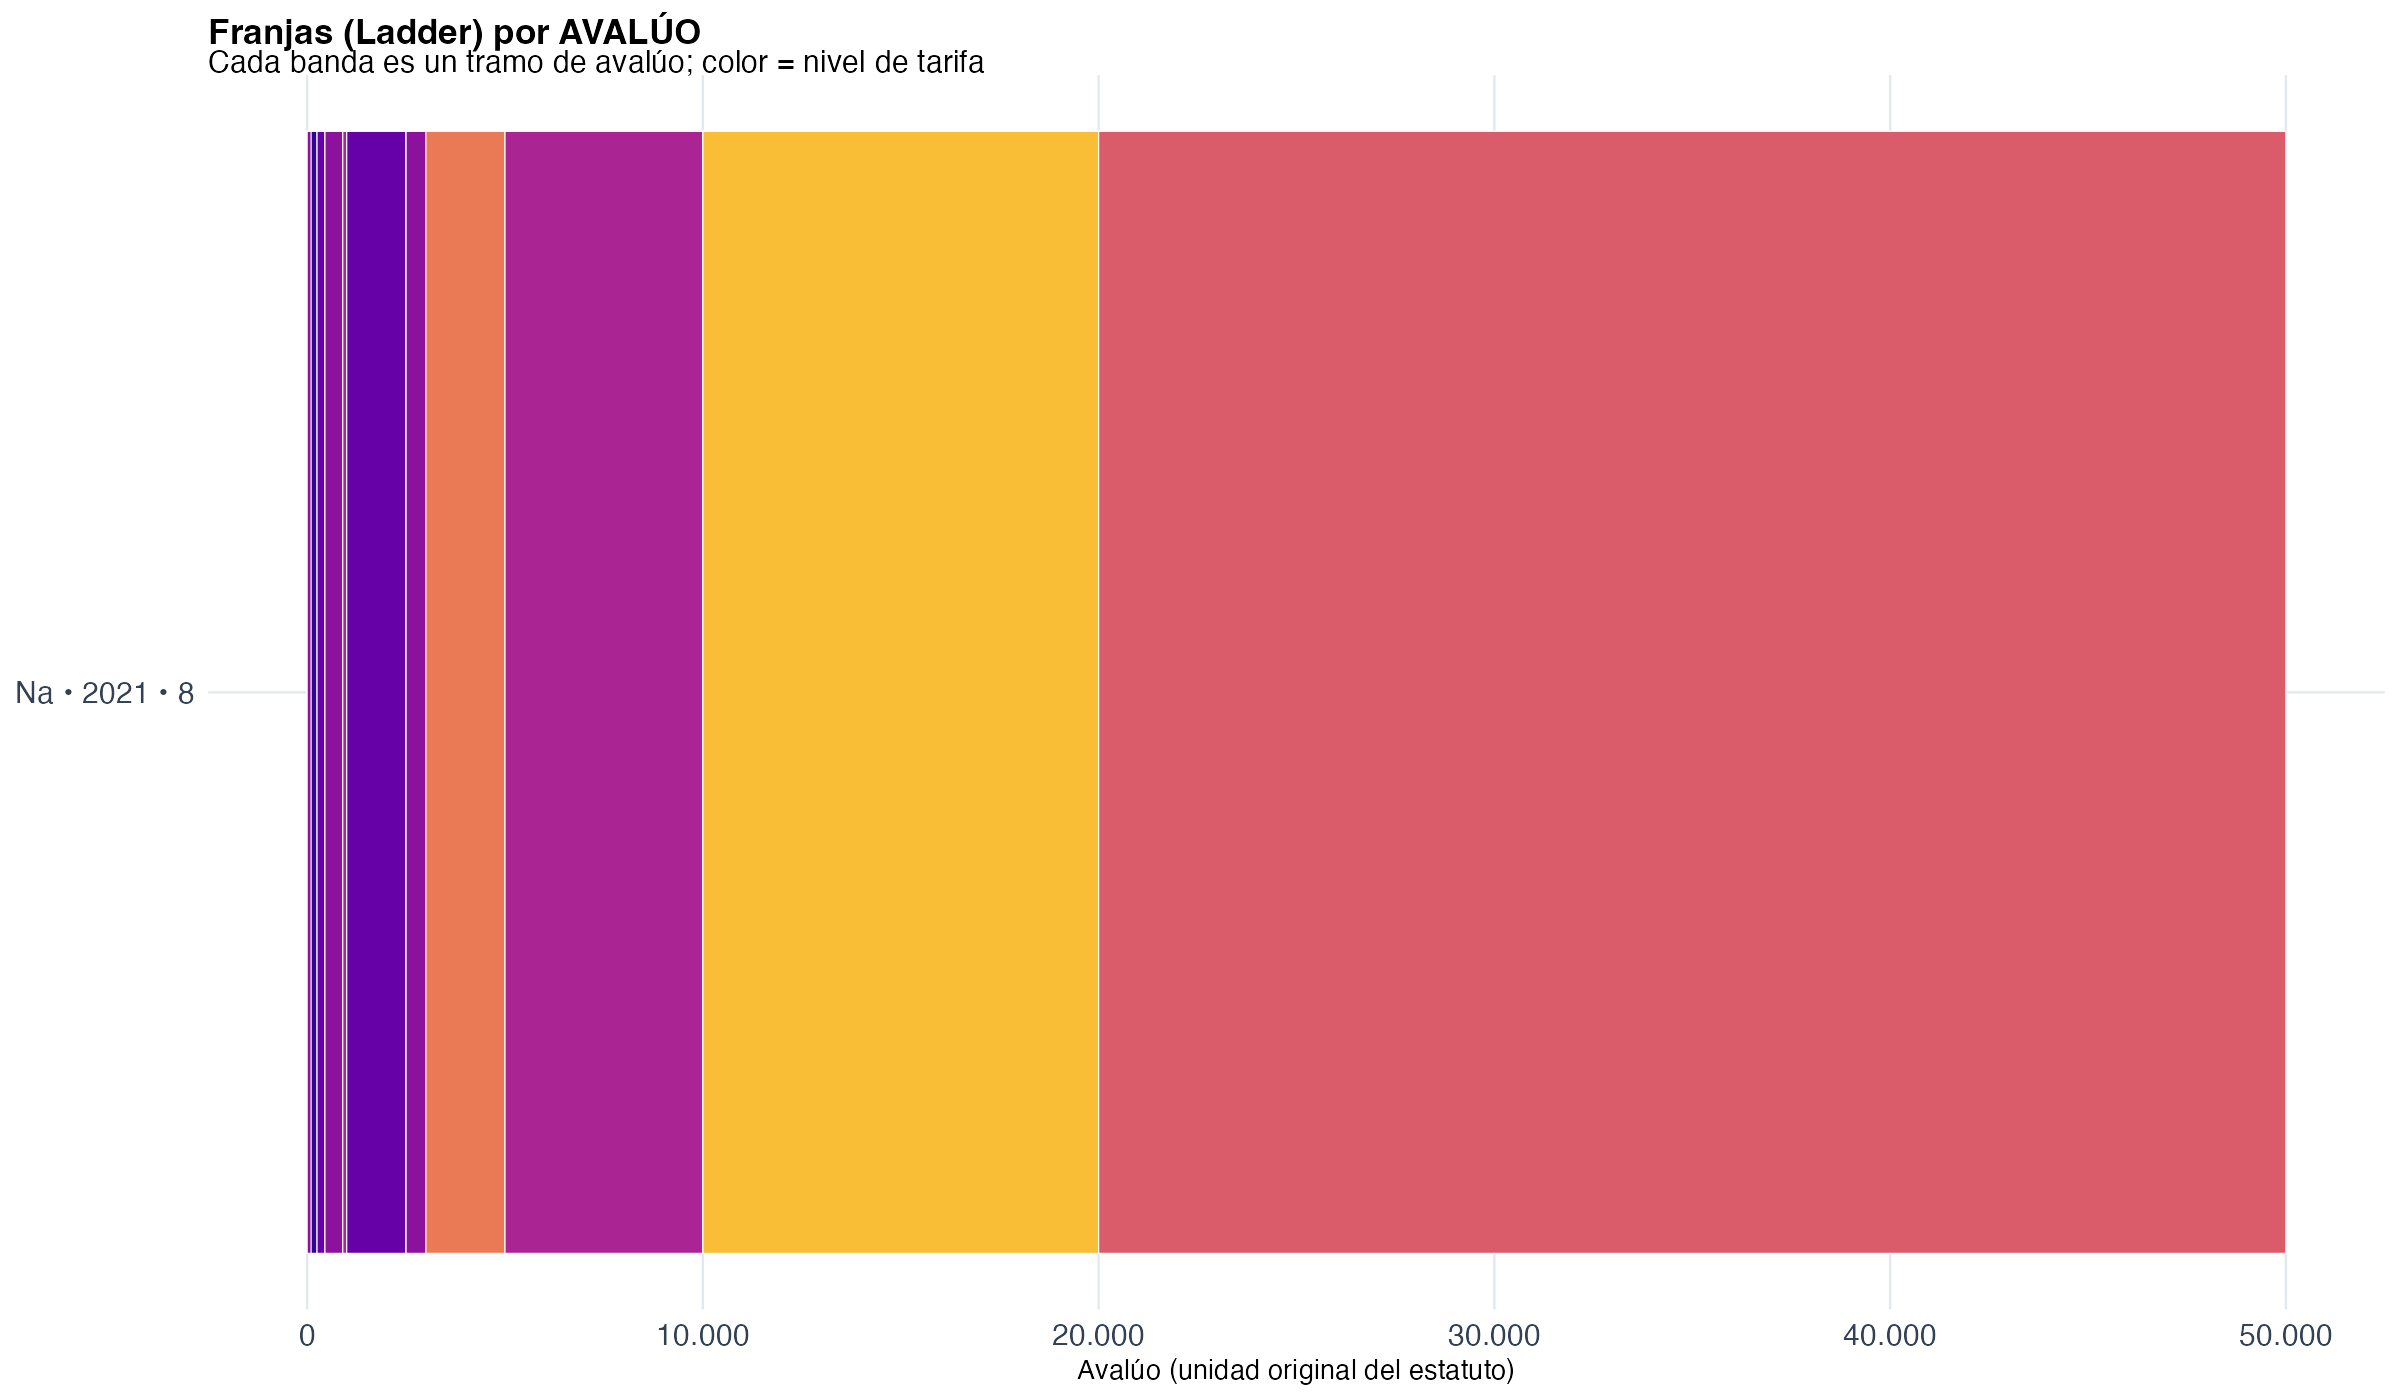 Franjas (Ladder) por AVALÚO
Cada banda es un tramo de avalúo; color = nivel de tarifa
Na • 2021 • 8
0
10.000
20.000
30.000
40.000
50.000
Avalúo (unidad original del estatuto)